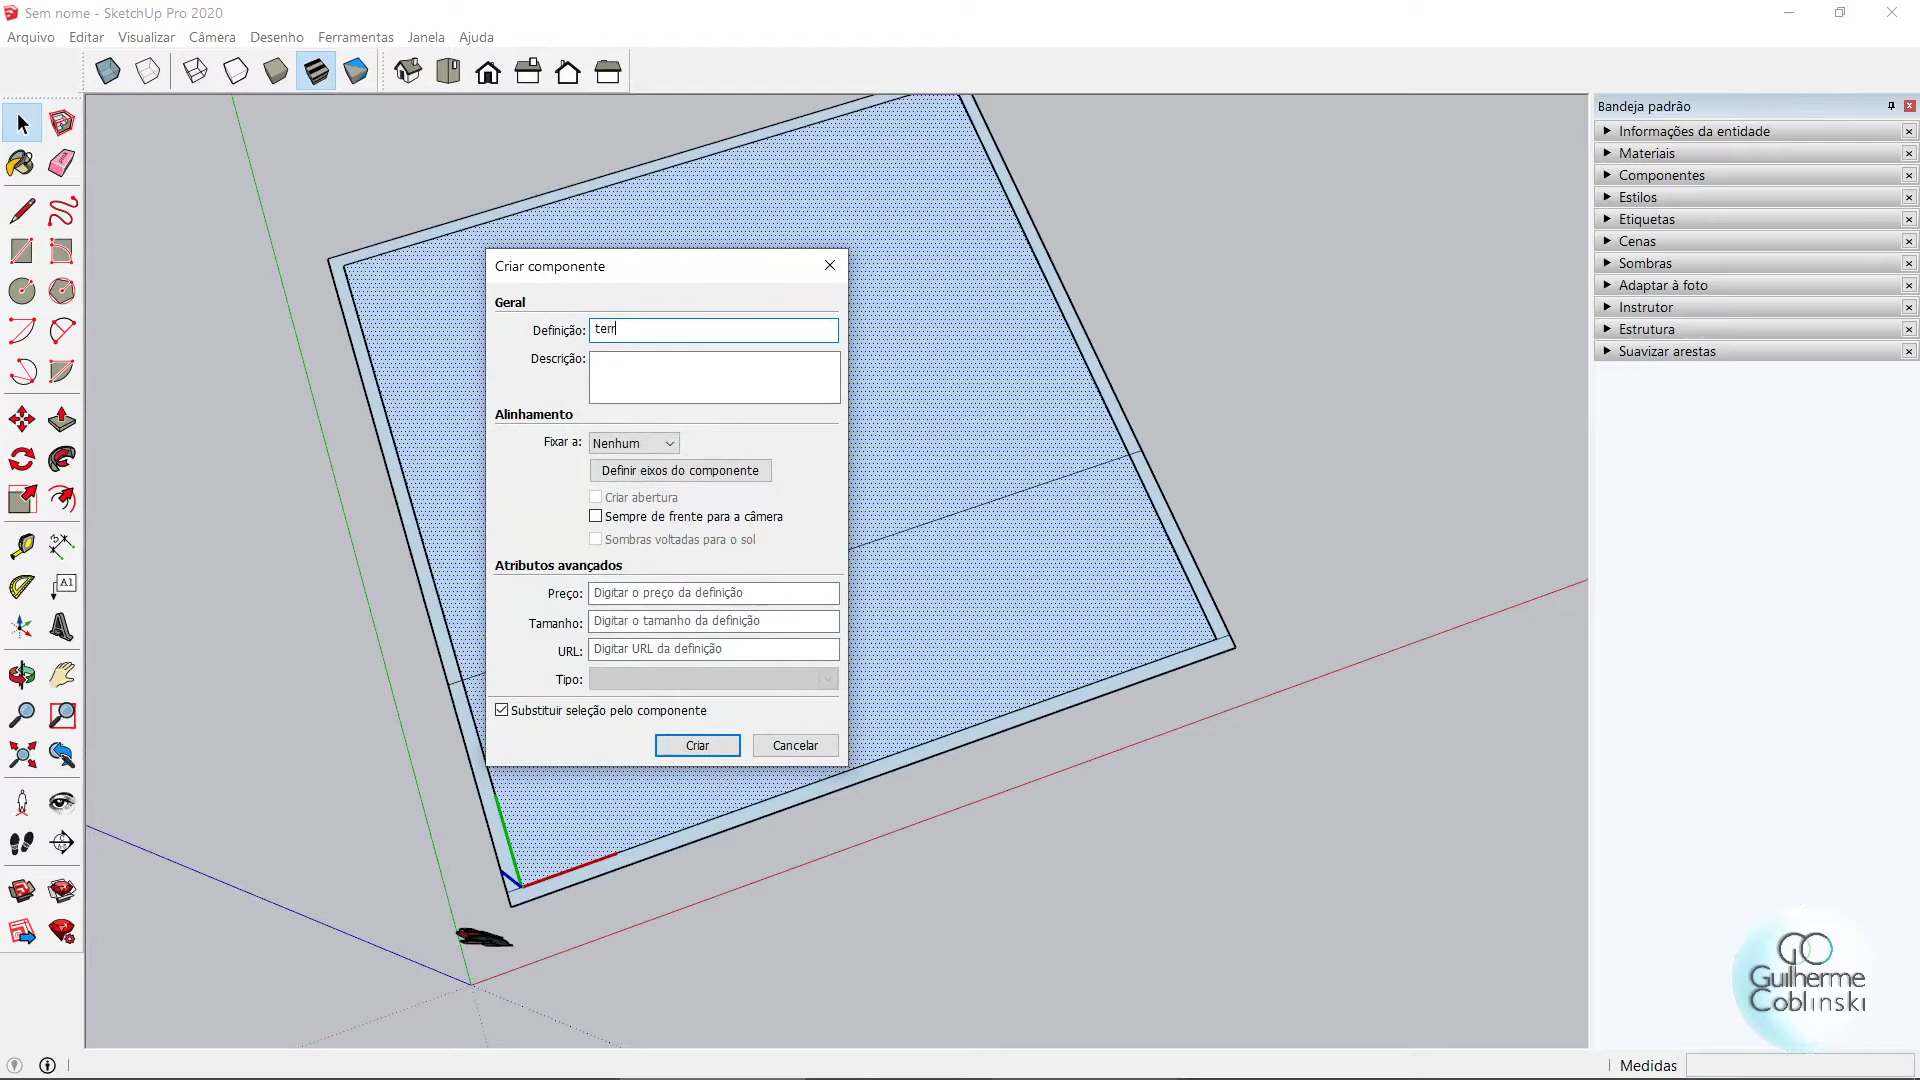 Sem nome - SketchUp Pro 2020
Arquivo Editar Visualizar Câmera Desenho Ferramentas Janela Ajuda
Bandeja padrão
Informações da entidade
Materiais
Componentes
Estilos
Etiquetas
Cenas
Sombras
Adaptar à foto
Instrutor
Estrutura
Suavizar arestas
A1
Criar componente
Geral
Definição: terr
Descrição:
Alinhamento
Fixar a: Nenhum
Definir eixos do componente
Criar abertura
Sempre de frente para a câmera
Sombras voltadas para o sol
Atributos avançados
Preço: Digitar o preço da definição
Tamanho: Digitar o tamanho da definição
URL: Digitar URL da definição
Tipo:
Substituir seleção pelo componente
Criar Cancelar
GC
Guilherme
Coblinski
Medidas